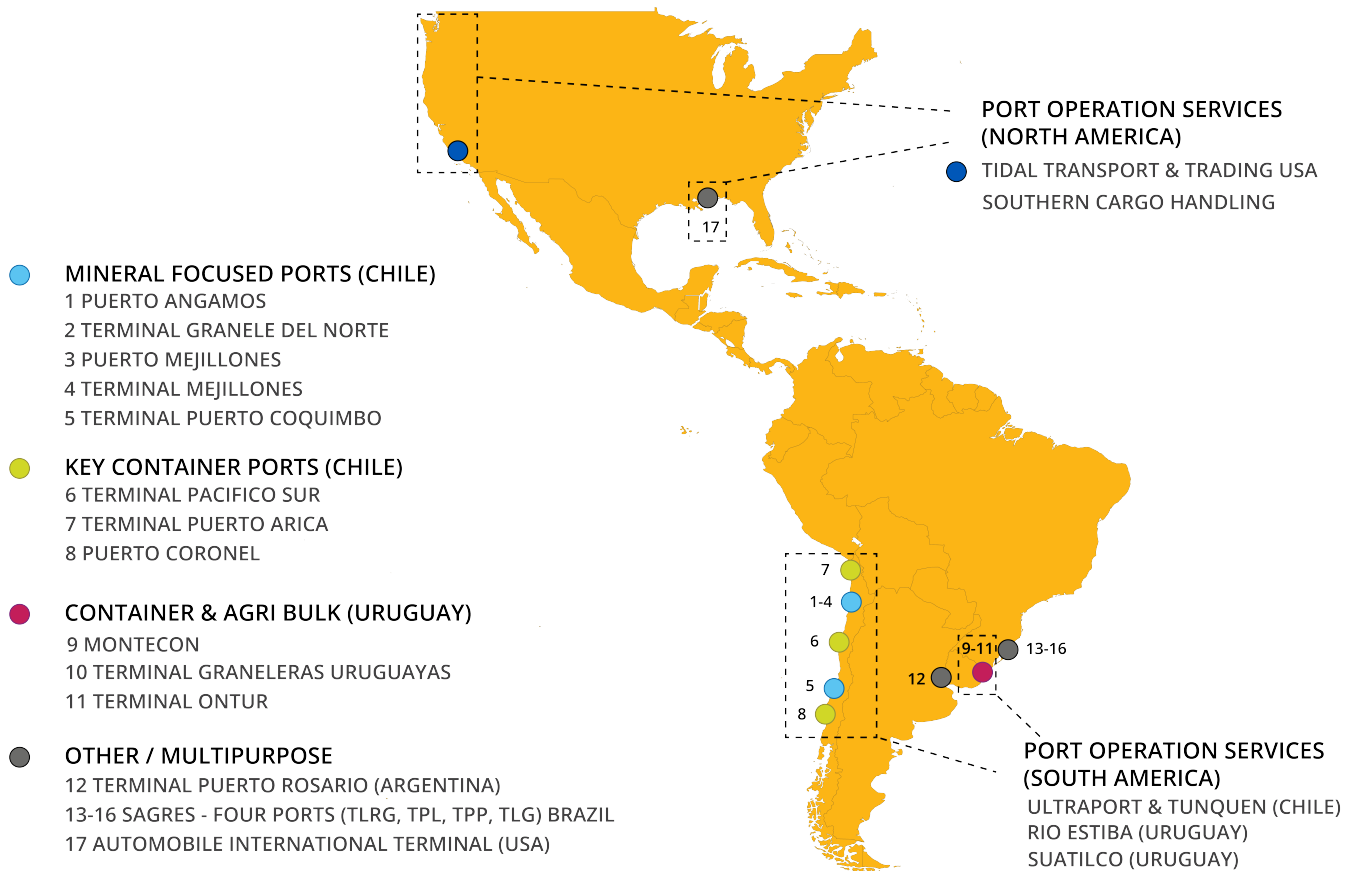 PORT OPERATION SERVICES
(NORTH AMERICA)
TIDAL TRANSPORT & TRADING USA
SOUTHERN CARGO HANDLING
17
MINERAL FOCUSED PORTS (CHILE)
1 PUERTO ANGAMOS
2 TERMINAL GRANELE DEL NORTE
3 PUERTO MEJILLONES
4 TERMINAL MEJILLONES
5 TERMINAL PUERTO COQUIMBO
KEY CONTAINER PORTS (CHILE)
6 TERMINAL PACIFICO SUR
7 TERMINAL PUERTO ARICA
8 PUERTO CORONEL
CONTAINER & AGRI BULK (URUGUAY)
9 MONTECON
10 TERMINAL GRANELERAS URUGUAYAS
11 TERMINAL ONTUR
OTHER / MULTIPURPOSE
12 TERMINAL PUERTO ROSARIO (ARGENTINA)
13-16 SAGRES - FOUR PORTS (TLRG, TPL, TPP, TLG) BRAZIL
17 AUTOMOBILE INTERNATIONAL TERMINAL (USA)
7
1-4
6
5
8
9-11
13-16
12
PORT OPERATION SERVICES
(SOUTH AMERICA)
ULTRAPORT & TUNQUEN (CHILE)
RIO ESTIBA (URUGUAY)
SUATILCO (URUGUAY)